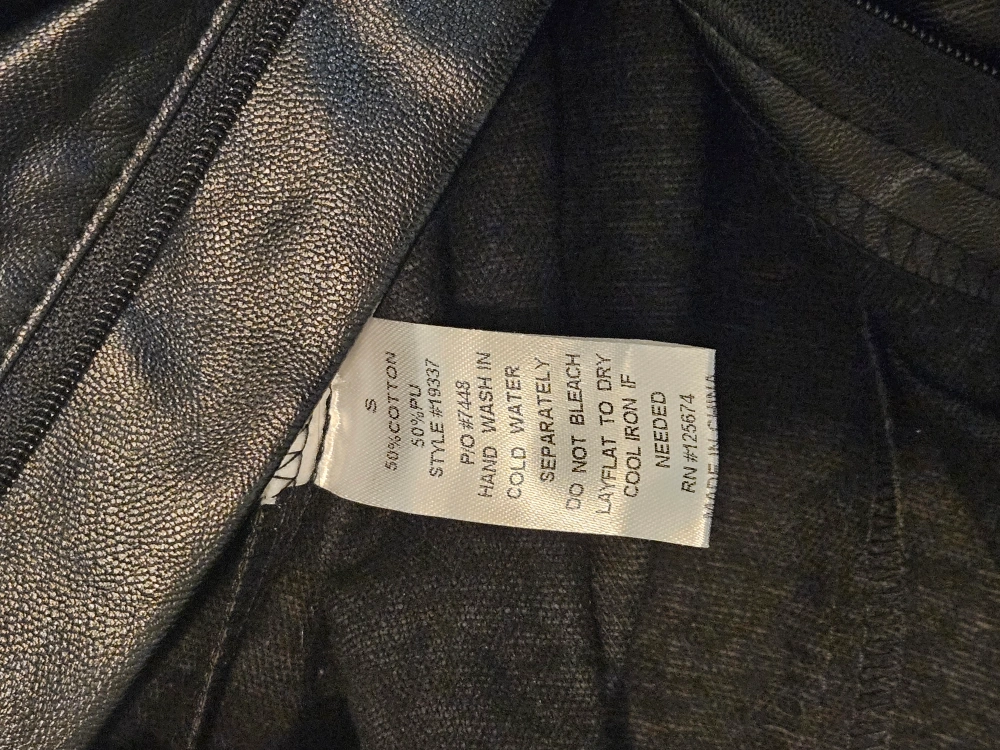 S
50%COTTON
50%PU
STYLE #19337
P/O #7448
HAND WASH IN
COLD WATER
SEPARATELY
DO NOT BLEACH
LAYFLAT TO DRY
COOL IRON IF
NEEDED
RN #125674
MADE IN CHINA